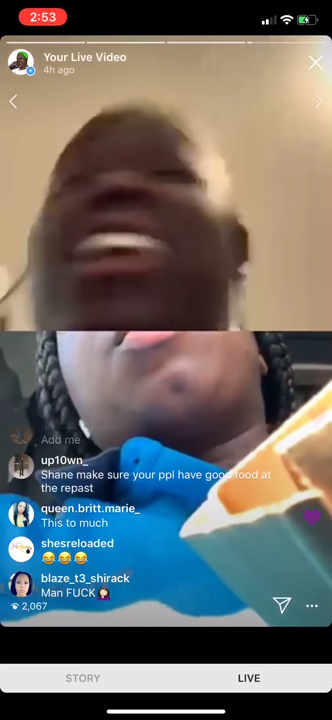 2:53
Your Live Video
4h ago
Add me
up10wn_
Shane make sure your ppl have good food at
the repast
queen.britt.marie_
This to much
shesreloaded
😂😂😂
blaze_t3_shirack
Man FUCK🤦🏻‍♀️
2,067
STORY
LIVE